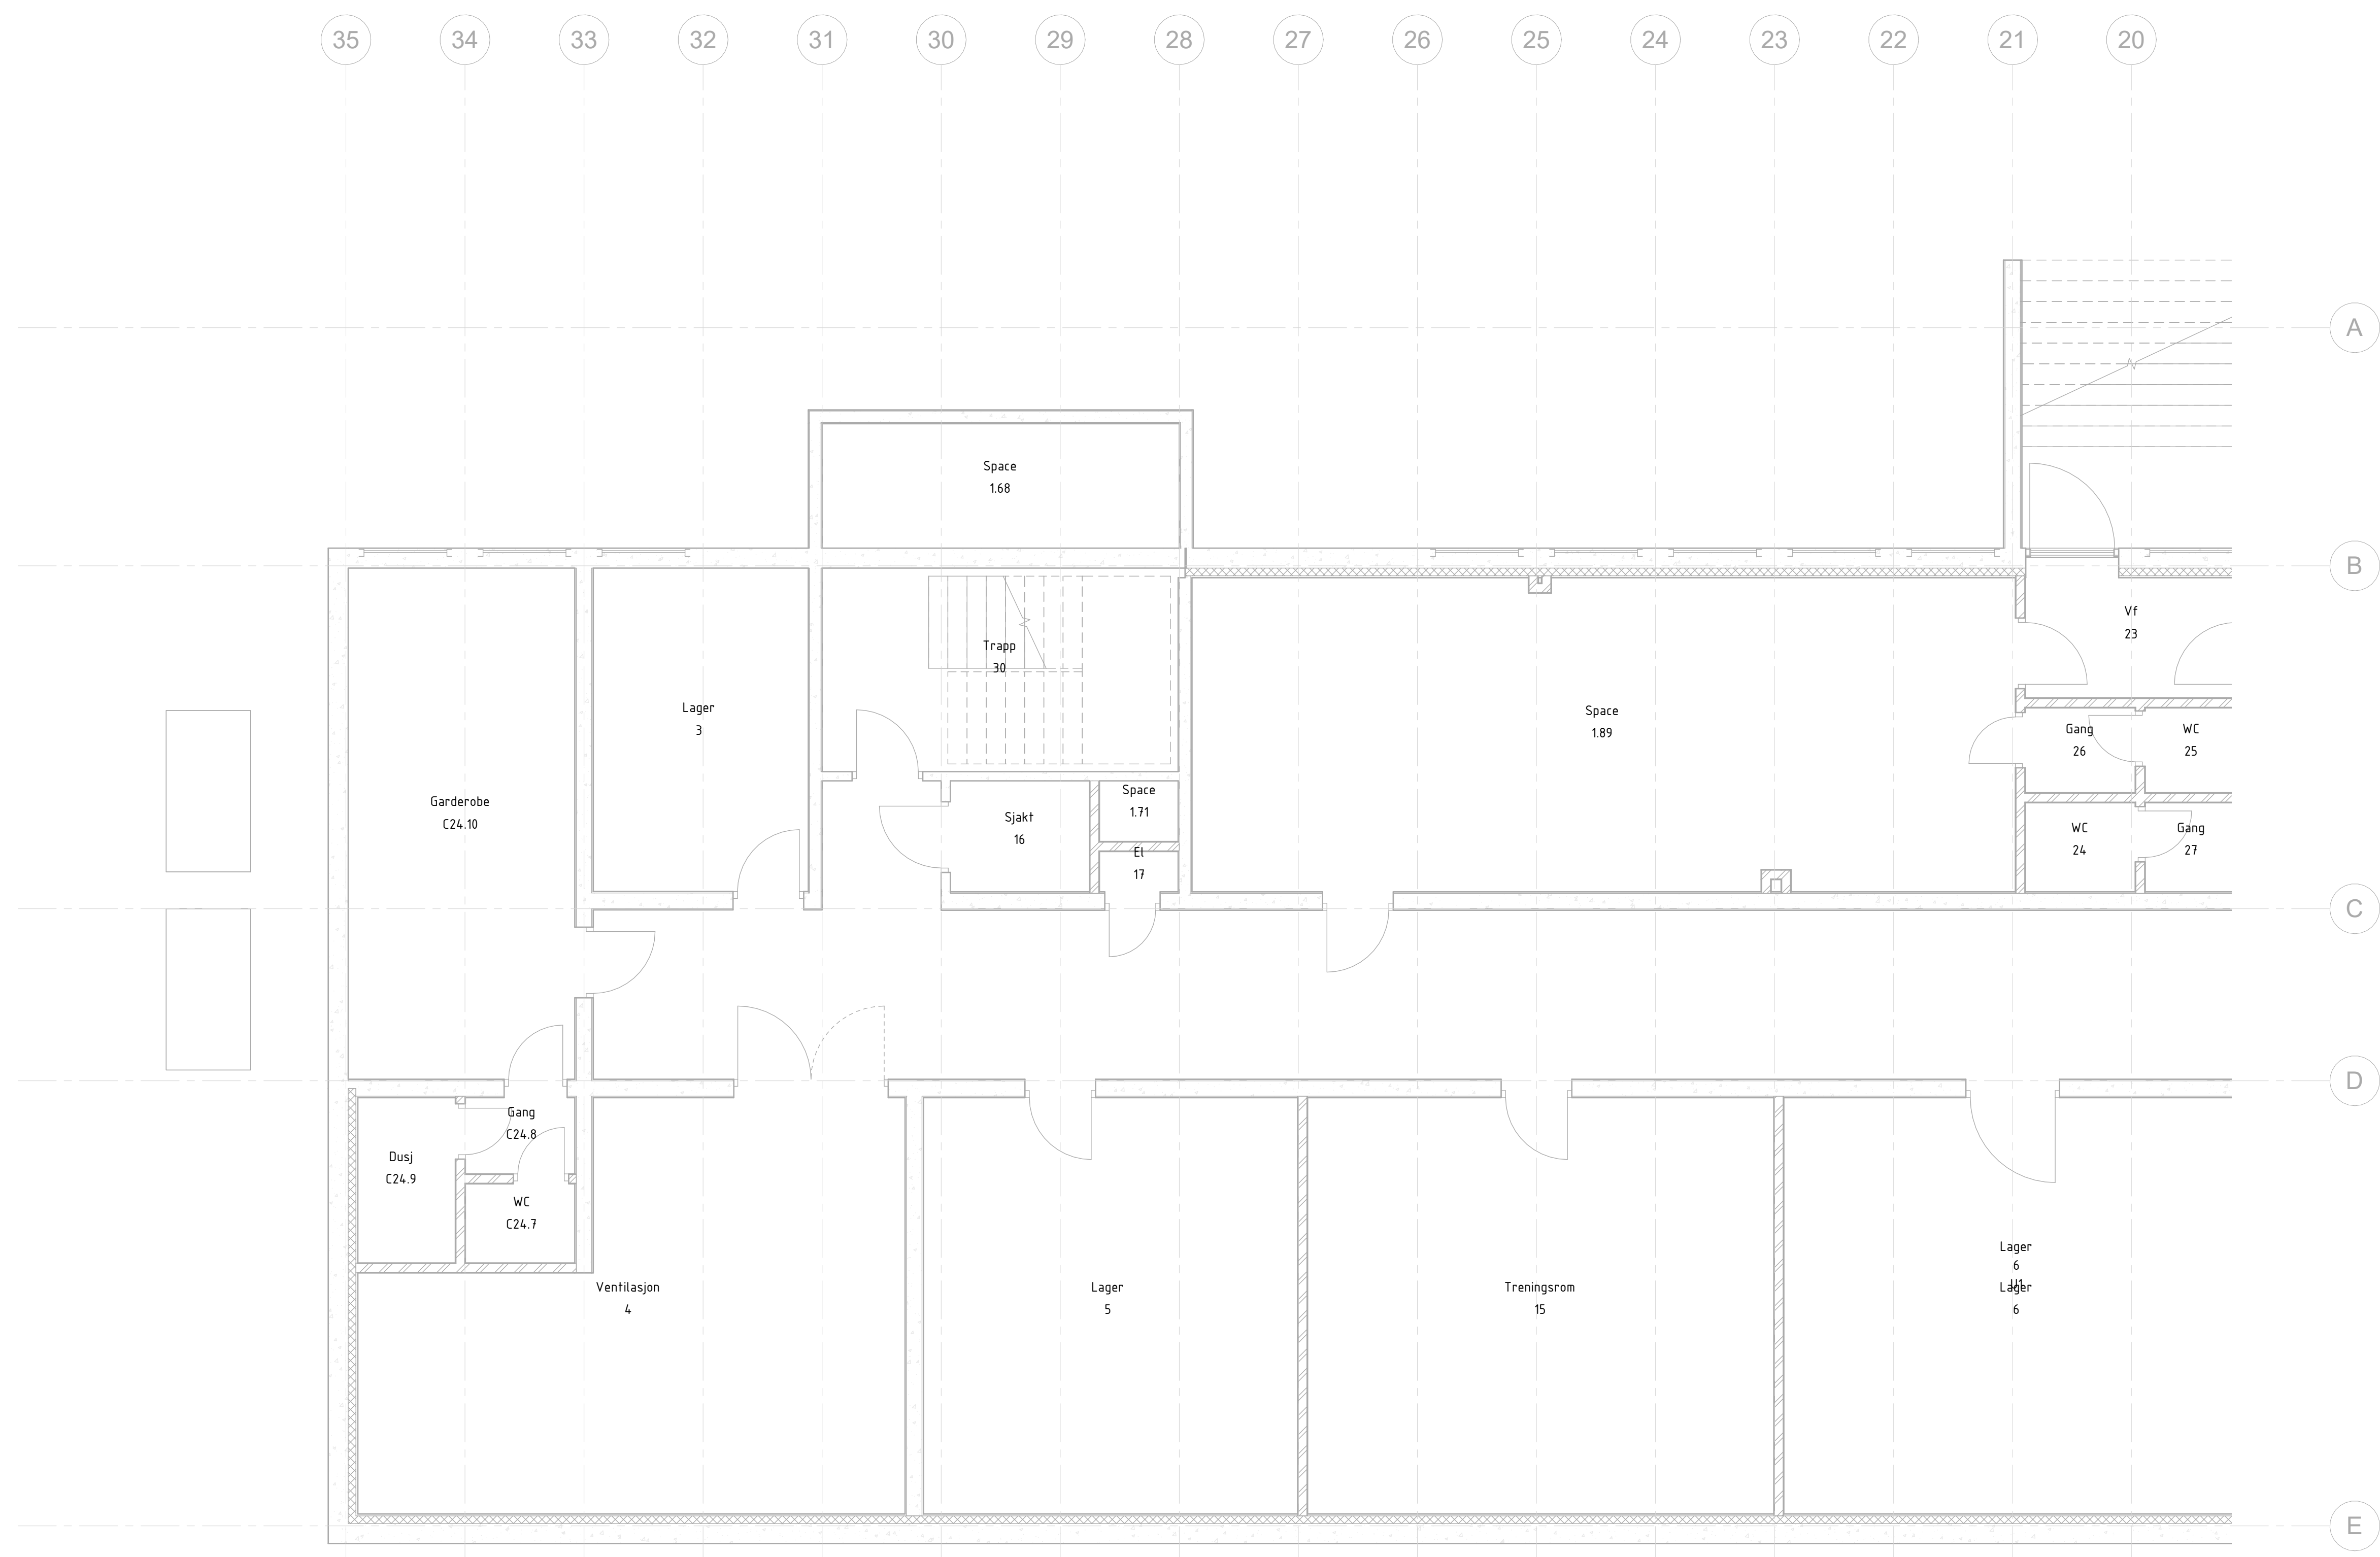 35 34 33 32 31 30 29 28 27 26 25 24 23 22 21 20
A
Space
1.68
B
Vf
23
Trapp
30
Lager
3
Space
1.89
Gang
26
WC
25
Garderobe
C24.10
Space
1.71
Sjakt
16
El
17
WC
24
Gang
27
C
D
Gang
C24.8
Dusj
C24.9
WC
C24.7
Ventilasjon
4
Lager
5
Treningsrom
15
Lager
6
U1
Lager
6
E